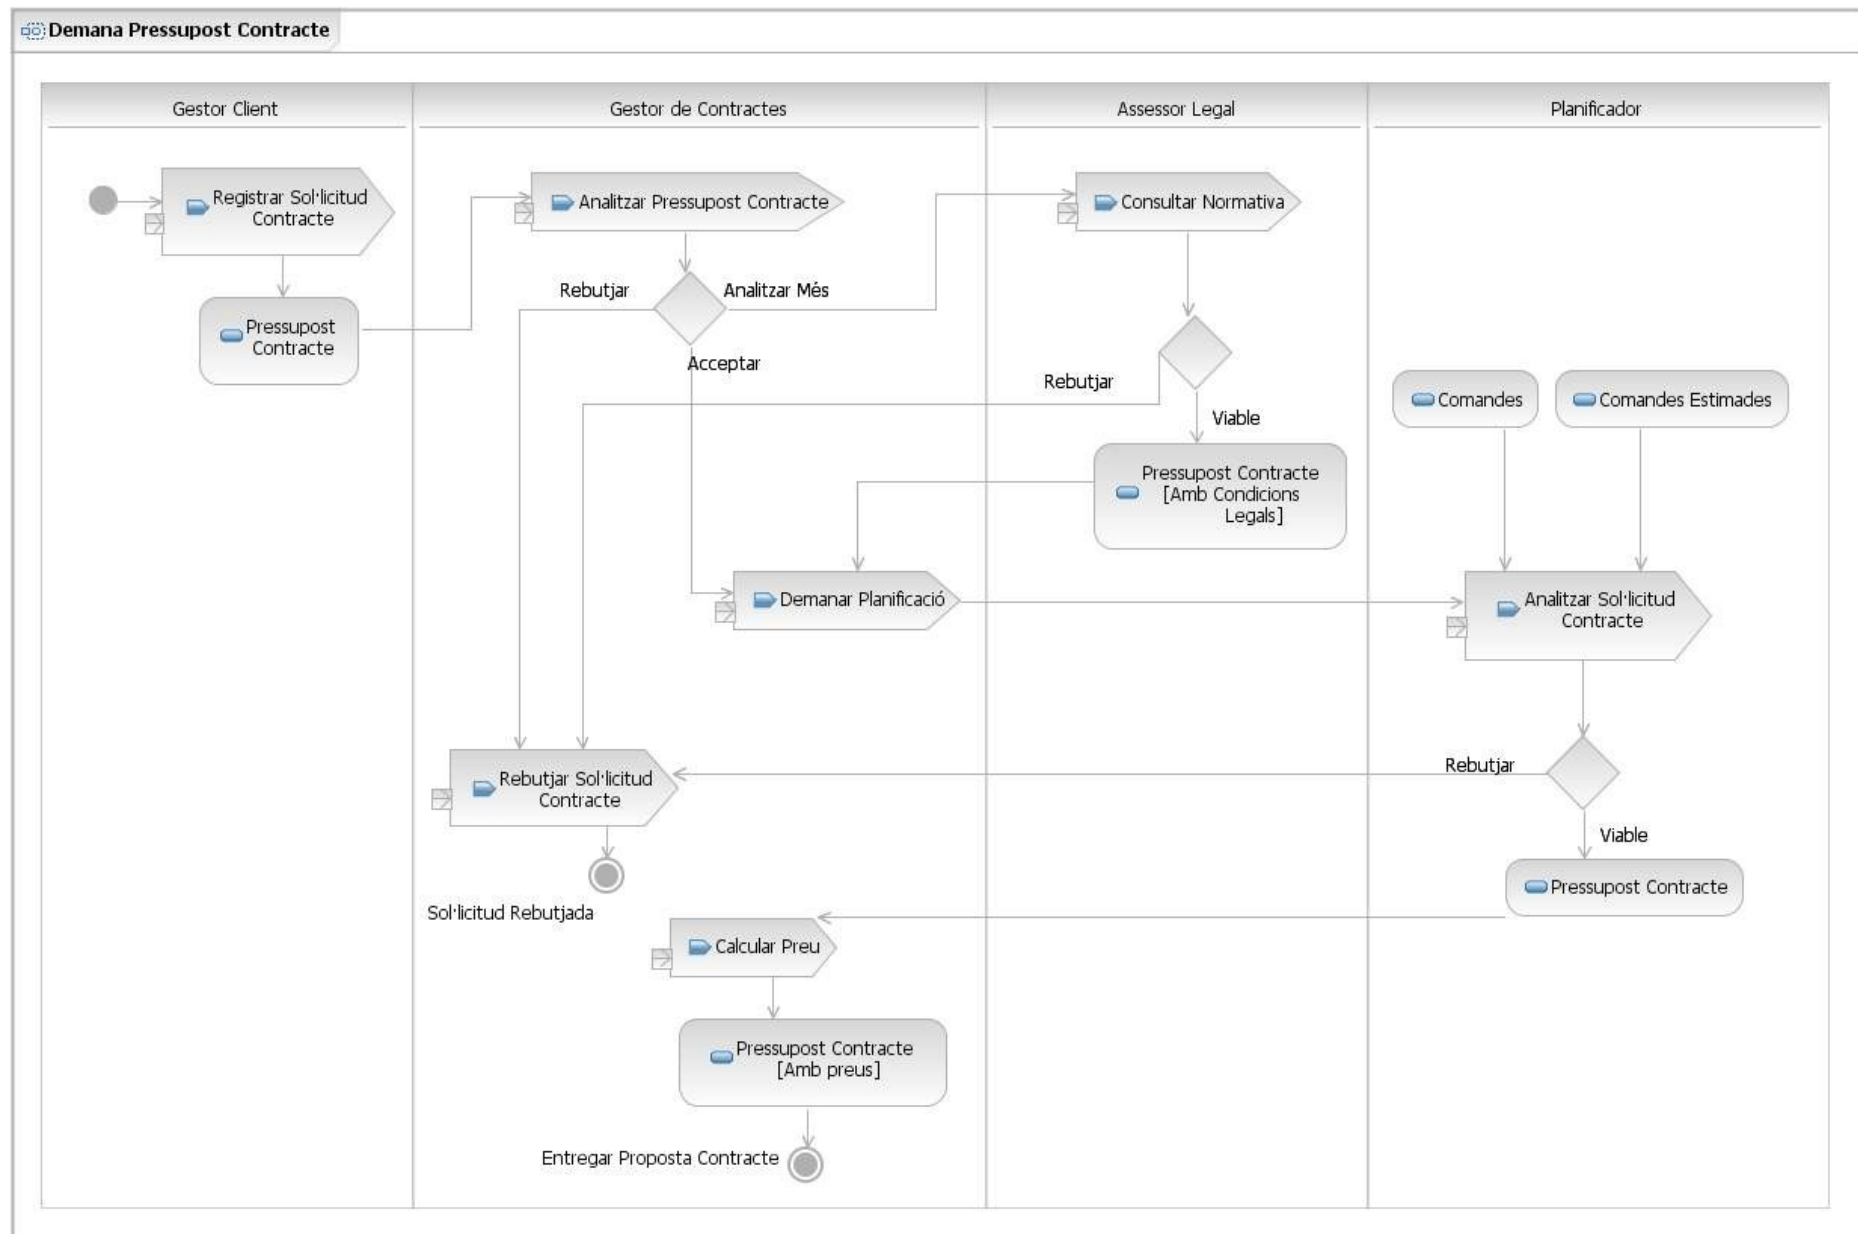 Demana Pressupost Contracte
Gestor Client
Gestor de Contractes
Assessor Legal
Planificador
Registrar Sol·licitud
Contracte
Analitzar Pressupost Contracte
Consultar Normativa
Rebutjar
Analitzar Més
Pressupost
Contracte
Acceptar
Rebutjar
Comandes
Comandes Estimades
Viable
Pressupost Contracte
[Amb Condicions
Legals]
Demanar Planificació
Analitzar Sol·licitud
Contracte
Rebutjar
Rebutjar Sol·licitud
Contracte
Viable
Pressupost Contracte
Sol·licitud Rebutjada
Calcular Preu
Pressupost Contracte
[Amb preus]
Entregar Proposta Contracte